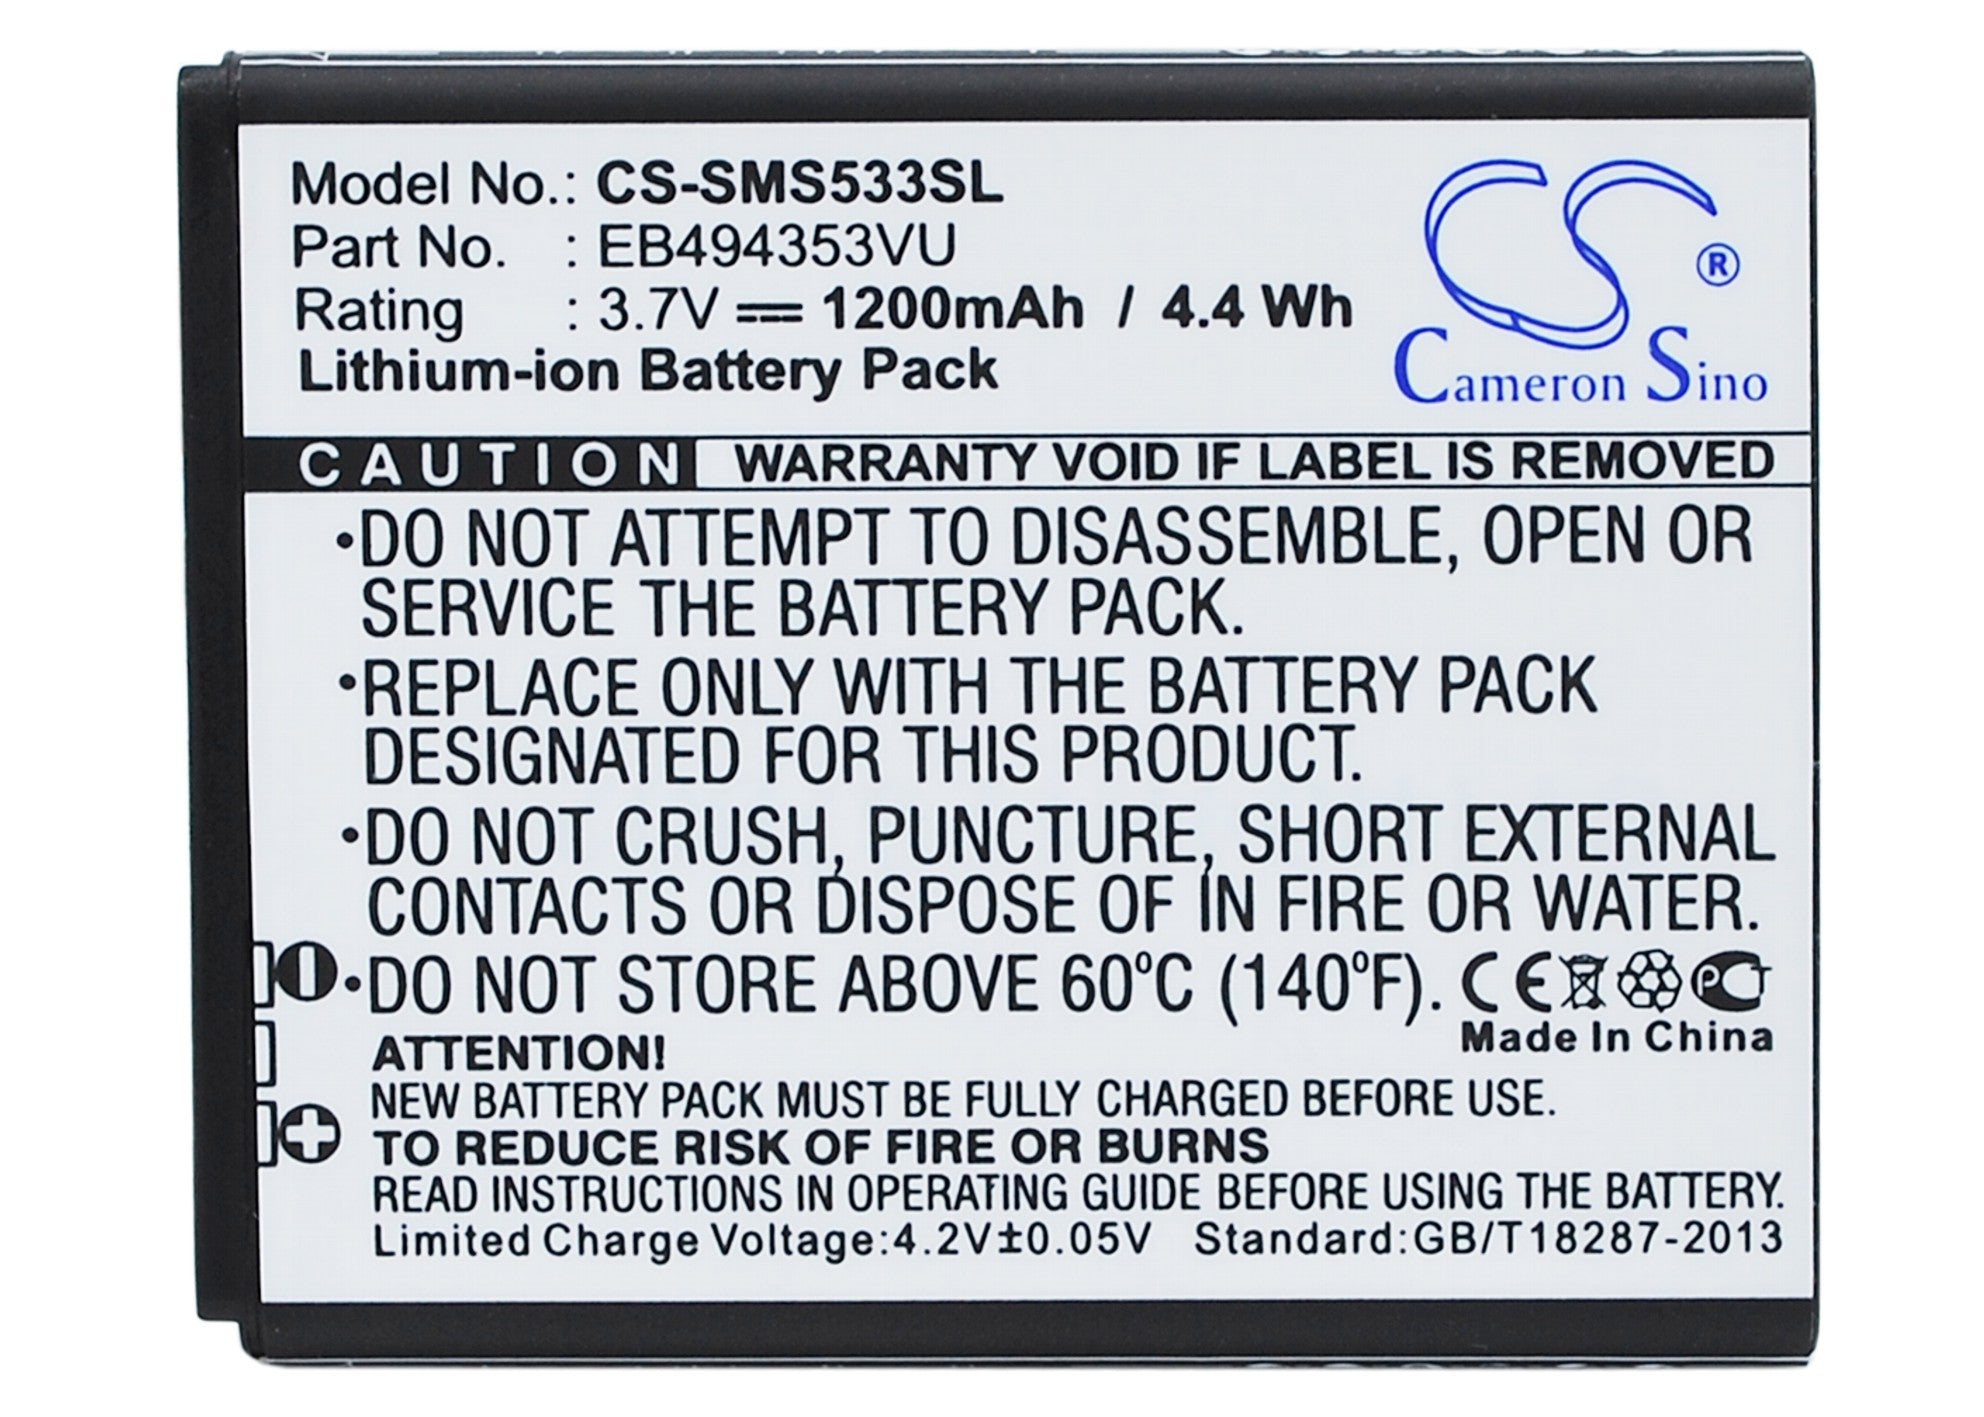 Model No.: CS-SMS533SL
Part No. : EB494353VU
Rating : 3.7V 1200mAh / 4.4 Wh
Lithium-ion Battery Pack
CS®
Cameron Sino
CAUTION WARRANTY VOID IF LABEL IS REMOVED
•DO NOT ATTEMPT TO DISASSEMBLE, OPEN OR
SERVICE THE BATTERY PACK.
•REPLACE ONLY WITH THE BATTERY PACK
DESIGNATED FOR THIS PRODUCT.
•DO NOT CRUSH, PUNCTURE, SHORT EXTERNAL
CONTACTS OR DISPOSE OF IN FIRE OR WATER.
•DO NOT STORE ABOVE 60°C (140°F). CE PCT
Made In China
ATTENTION!
NEW BATTERY PACK MUST BE FULLY CHARGED BEFORE USE.
TO REDUCE RISK OF FIRE OR BURNS
READ INSTRUCTIONS IN OPERATING GUIDE BEFORE USING THE BATTERY.
Limited Charge Voltage:4.2V±0.05V Standard:GB/T18287-2013